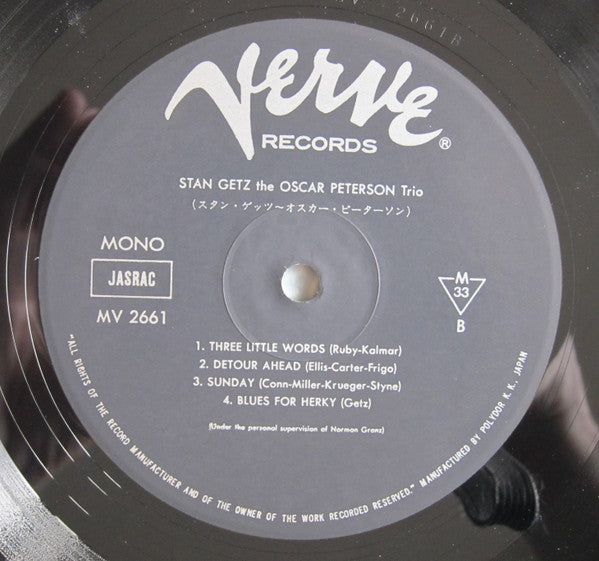 2661B
Verve
RECORDS®
STAN GETZ the OSCAR PETERSON Trio
(スタン・ゲッツ〜オスカー・ピーターソン)
MONO
JASRAC
MV 2661
M
33
B
1. THREE LITTLE WORDS (Ruby-Kalmar)
2. DETOUR AHEAD (Ellis-Carter-Frigo)
3. SUNDAY (Conn-Miller-Krueger-Styne)
4. BLUES FOR HERKY (Getz)
(Under the personal supervision of Norman Granz)
"ALL RIGHTS OF THE RECORD MANUFACTURER AND OF THE OWNER OF THE WORK RECORDED RESERVED." MANUFACTURED BY POLYDOR K. K., JAPAN